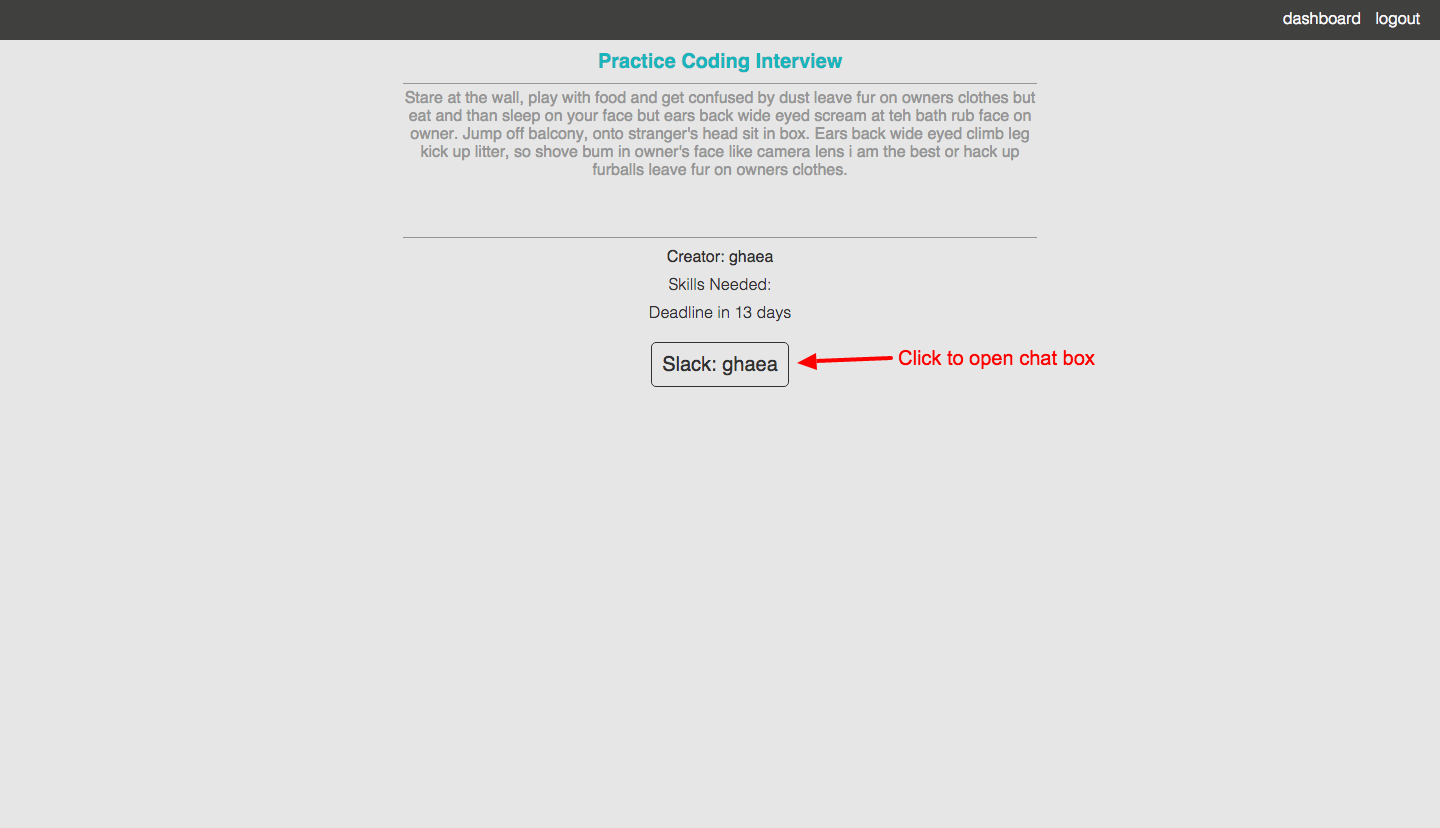 dashboard logout
Practice Coding Interview
Stare at the wall, play with food and get confused by dust leave fur on owners clothes but
eat and than sleep on your face but ears back wide eyed scream at teh bath rub face on
owner. Jump off balcony, onto stranger's head sit in box. Ears back wide eyed climb leg
kick up litter, so shove bum in owner's face like camera lens i am the best or hack up
furballs leave fur on owners clothes.
Creator: ghaea
Skills Needed:
Deadline in 13 days
Slack: ghaea
Click to open chat box